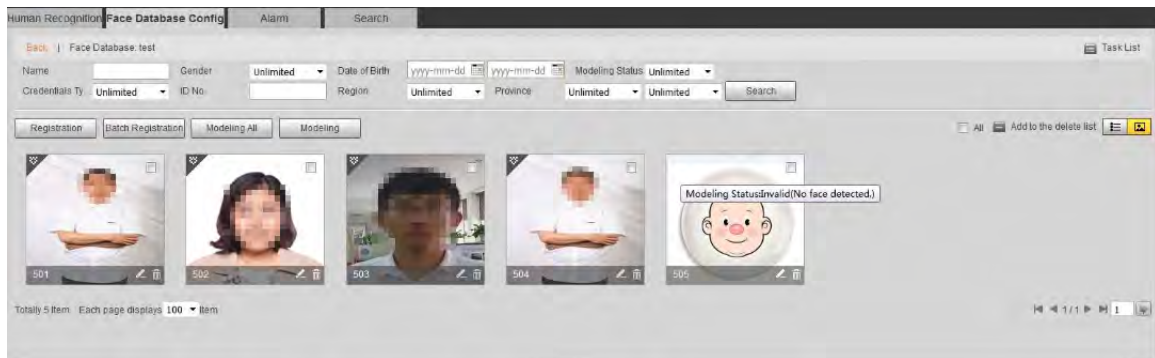 Human Recognition Face Database Config Alarm Search
Back | Face Database: test Task List
Name Gender Unlimited Date of Birth yyyy-mm-dd yyyy-mm-dd Modeling Status Unlimited
Credentials Ty Unlimited ID No. Region Unlimited Province Unlimited Unlimited Search
Registration Batch Registration Modeling All Modeling All Add to the delete list
Modeling Status:Invalid(No face detected.)
501 502 503 504 505
Totally 5 Item Each page displays 100 Item 1/1 1